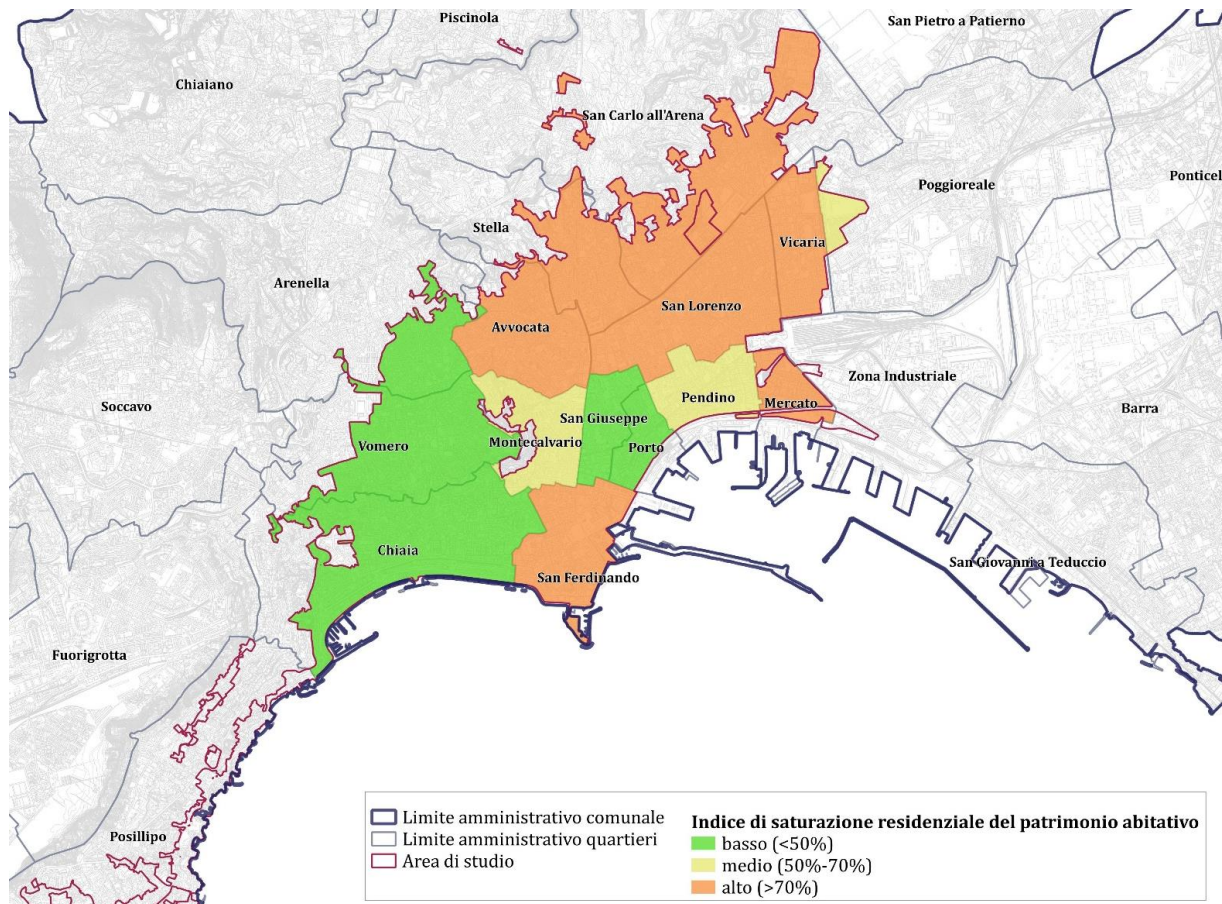 Piscinola
San Pietro a Patierno
Chiaiano
San Carlo all'Arena
Ponticel
Poggioreale
Stella
Vicaria
Arenella
San Lorenzo
Avvocata
Zona Industriale
Soccavo
Pendino
Mercato
Barra
San Giuseppe
Montecalvario
Porto
Vomero
Chiaia
San Giovanni a Teduccio
San Ferdinando
Fuorigrotta
Posillipo
Limite amministrativo comunale
Limite amministrativo quartieri
Area di studio
Indice di saturazione residenziale del patrimonio abitativo
basso (<50%)
medio (50%-70%)
alto (>70%)